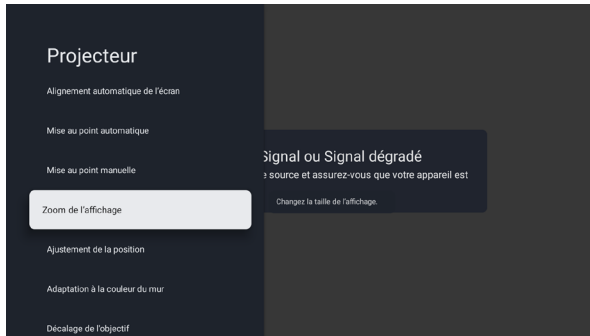 Projecteur
Alignement automatique de l'écran
Mise au point automatique
Mise au point manuelle
Zoom de l'affichage
Ajustement de la position
Adaptation à la couleur du mur
Décalage de l'objectif
Signal ou Signal dégradé
source et assurez-vous que votre appareil est
Changez la taille de l'affichage.